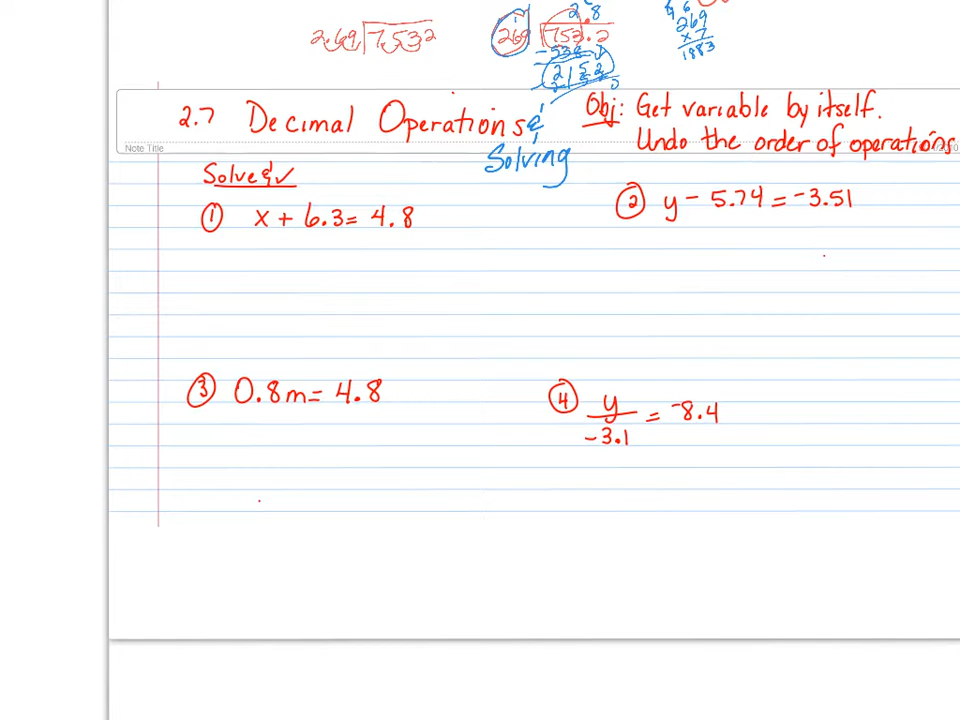 2.8
2.69 7,532
269 753.2
269
x 7
1883
2152
2.7 Decimal Operations &
Solving
Obj: Get variable by itself.
Undo the order of operations
Note Title
Solve & ✓
① x + 6.3 = 4.8
② y - 5.74 = -3.51
③ 0.8m = 4.8
④ y/-3.1 = -8.4